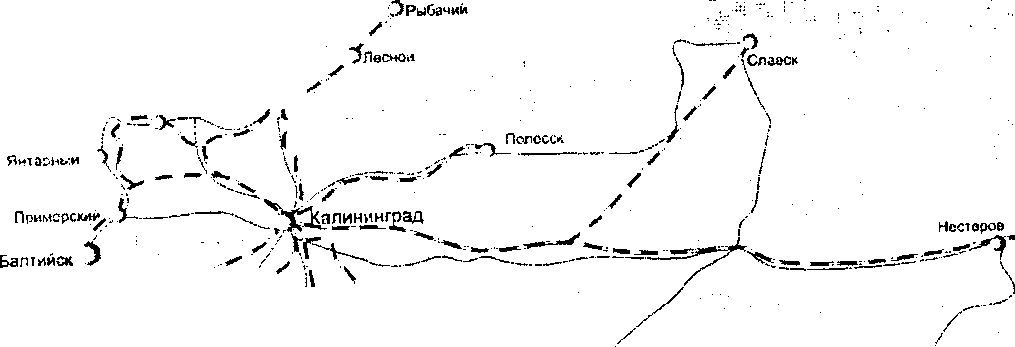 Рыбачий
Лесной
Славск
Полесск
Янтарный
Приморский
Калининград
Нестеров
Балтийск